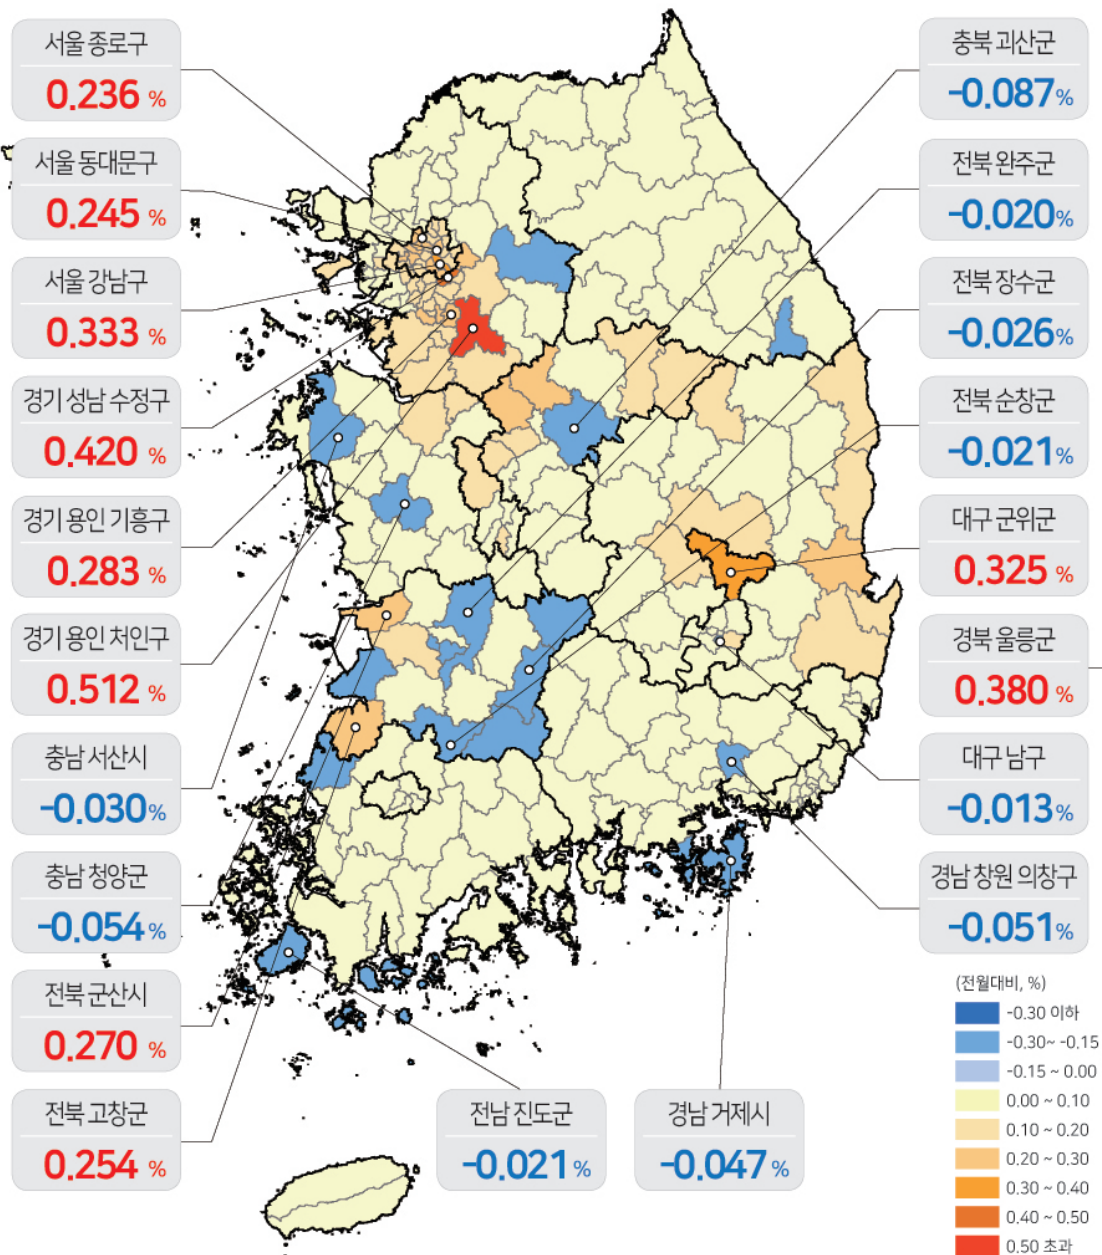 서울 종로구
0.236 %
서울 동대문구
0.245 %
서울 강남구
0.333 %
경기 성남 수정구
0.420 %
경기 용인 기흥구
0.283 %
경기 용인 처인구
0.512 %
충남 서산시
-0.030%
충남 청양군
-0.054%
전북 군산시
0.270 %
전북 고창군
0.254 %
전남 진도군
-0.021%
경남 거제시
-0.047%
충북 괴산군
-0.087%
전북 완주군
-0.020%
전북 장수군
-0.026%
전북 순창군
-0.021%
대구 군위군
0.325 %
경북 울릉군
0.380 %
대구 남구
-0.013%
경남 창원 의창구
-0.051%
(전월대비, %)
-0.30 이하
-0.30~ -0.15
-0.15 ~ 0.00
0.00 ~ 0.10
0.10 ~ 0.20
0.20 ~ 0.30
0.30 ~ 0.40
0.40 ~ 0.50
0.50 초과